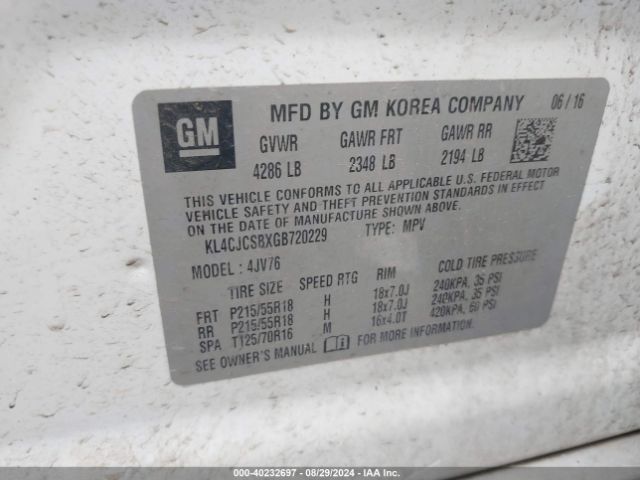 GM
MFD BY GM KOREA COMPANY 06/16
GVWR GAWR FRT GAWR RR
4286 LB 2348 LB 2194 LB
THIS VEHICLE CONFORMS TO ALL APPLICABLE U.S. FEDERAL MOTOR
VEHICLE SAFETY AND THEFT PREVENTION STANDARDS IN EFFECT
ON THE DATE OF MANUFACTURE SHOWN ABOVE.
KL4CJCSBXGB720229 TYPE: MPV
MODEL : 4JV76
TIRE SIZE SPEED RTG RIM COLD TIRE PRESSURE
FRT P215/55R18 H 18x7.0J 240KPA, 35 PSI
RR P215/55R18 H 18x7.0J 240KPA, 35 PSI
SPA T125/70R16 M 16x4.0T 420KPA, 60 PSI
SEE OWNER'S MANUAL FOR MORE INFORMATION.
000-40232697 - 08/29/2024 - IAA Inc.